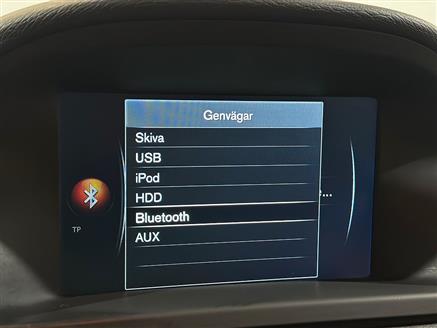 Genvägar
Skiva
USB
iPod
HDD
Bluetooth
AUX
e...
TP